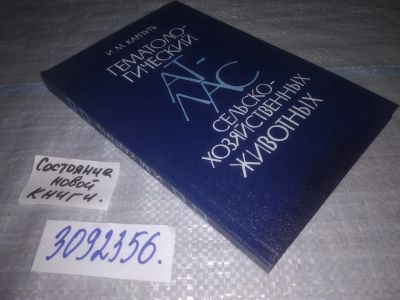 И. М. КАРПУТЬ
ГЕМАТОЛО-
ГИЧЕСКИЙ
АТ-
ЛАС
СЕЛЬСКО-
ХОЗЯЙСТВЕННЫХ
ЖИВОТНЫХ
Состояние
новой
книги.
3092356.